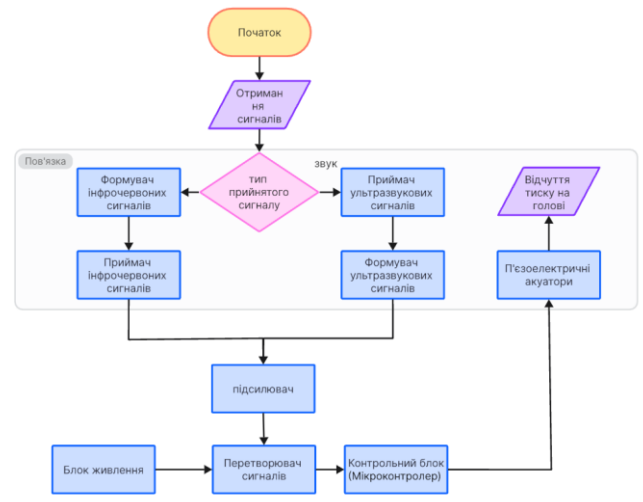 Початок
Отриман
ня
сигналів
Пов'язка
Формувач
інфрочервоних
сигналів
тип
прийнятого
сигналу
звук
Приймач
ультразвукових
сигналів
Відчуття
тиску на
голові
Приймач
інфрочервоних
сигналів
Формувач
ультразвукових
сигналів
П'єзоелектричні
акуатори
підсилювач
Блок живлення
Перетворювач
сигналів
Контрольний блок
(Мікроконтролер)